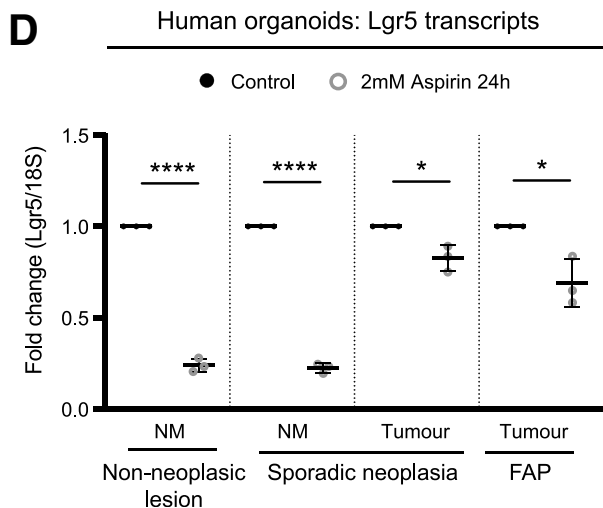 D
Human organoids: Lgr5 transcripts
Control
2mM Aspirin 24h
Fold change (Lgr5/18S)
1.5
1.0
0.5
0.0
****
****
*
*
NM
NM
Tumour
Tumour
Non-neoplasic
lesion
Sporadic neoplasia
FAP